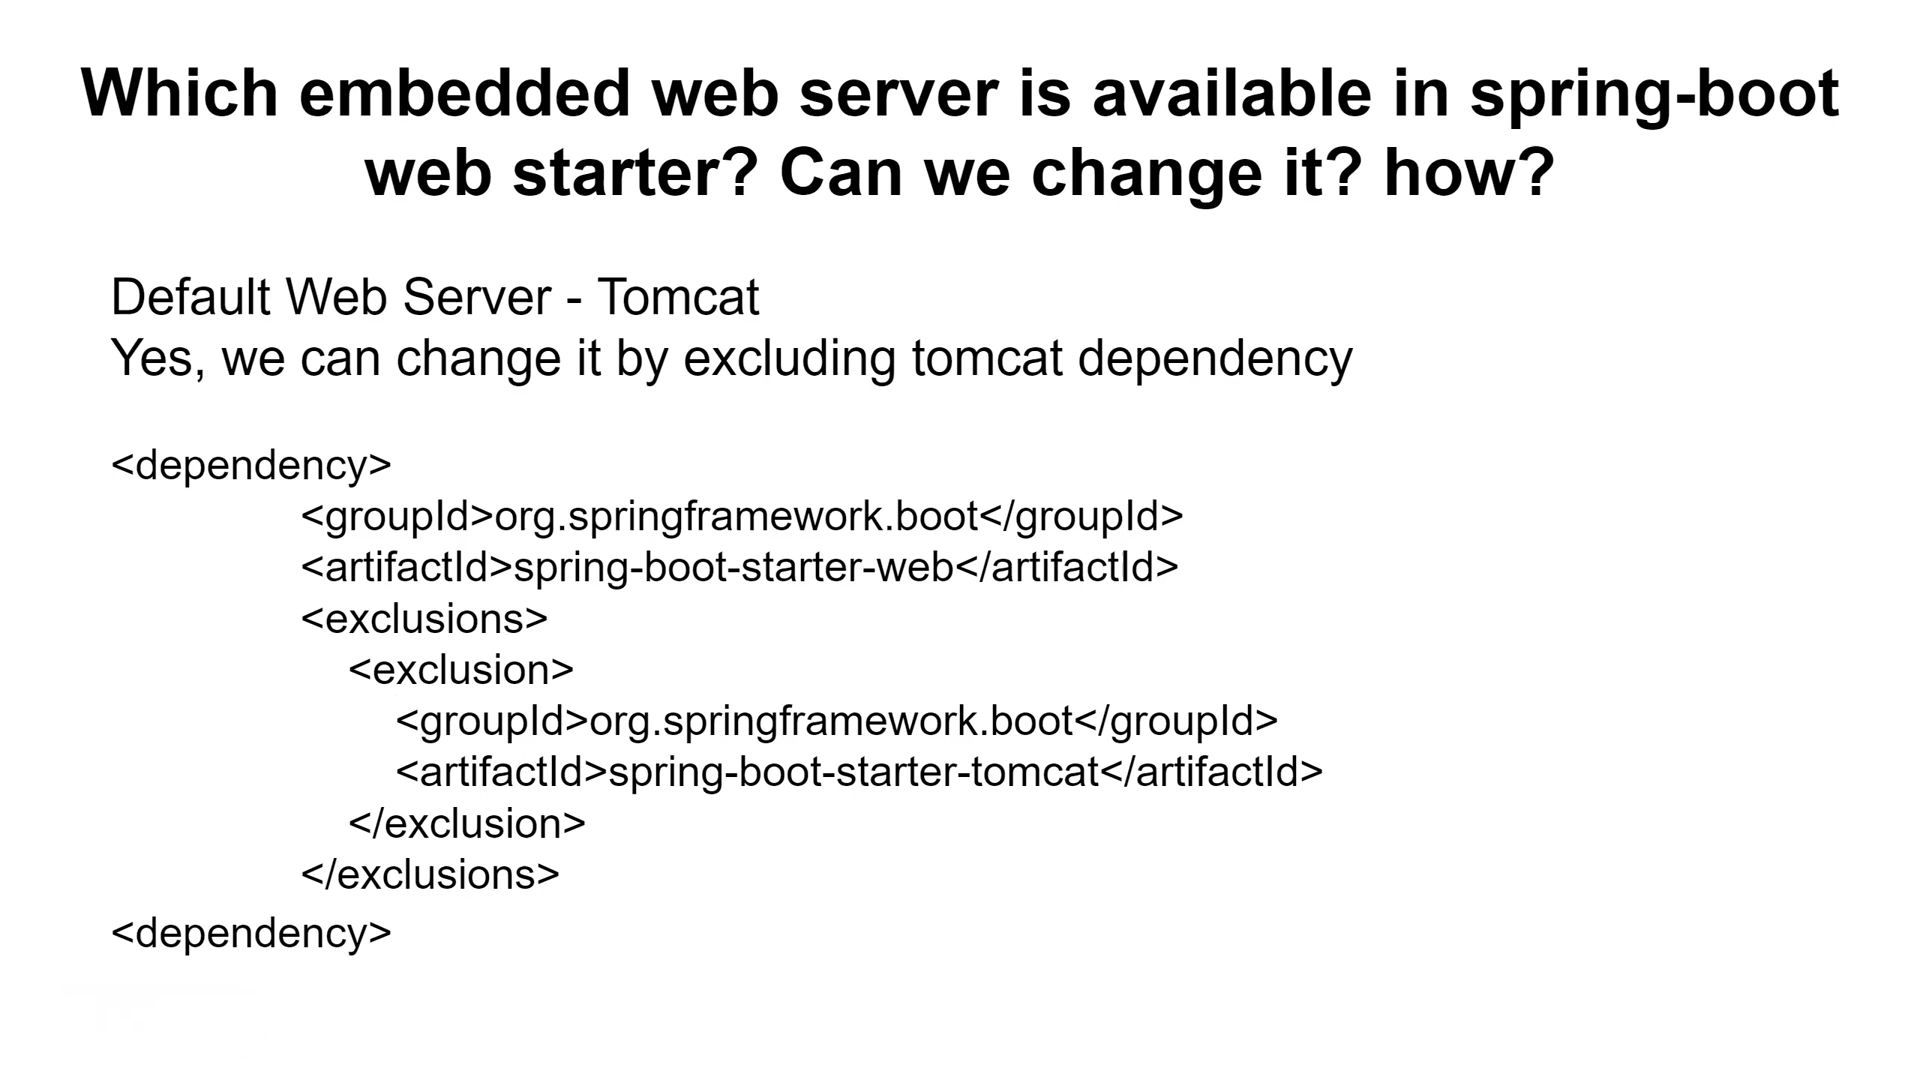 Which embedded web server is available in spring-boot
web starter? Can we change it? how?
Default Web Server - Tomcat
Yes, we can change it by excluding tomcat dependency
<dependency>
<groupId>org.springframework.boot</groupId>
<artifactId>spring-boot-starter-web</artifactId>
<exclusions>
<exclusion>
<groupId>org.springframework.boot</groupId>
<artifactId>spring-boot-starter-tomcat</artifactId>
</exclusion>
</exclusions>
<dependency>